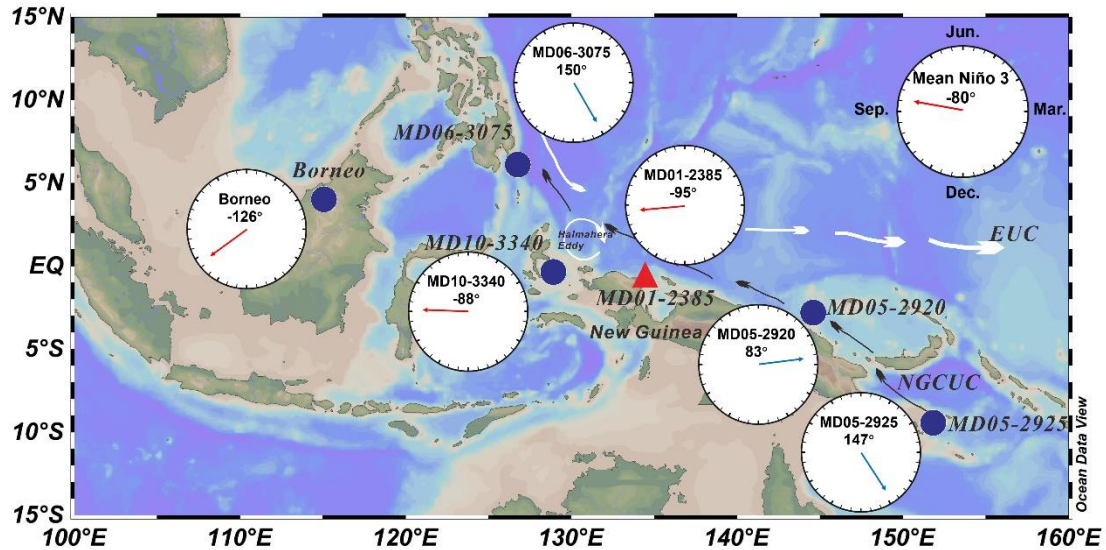 15°N
10°N
5°N
EQ
5°S
10°S
15°S
100°E
110°E
120°E
130°E
140°E
150°E
160°E
MD06-3075
150°
Jun.
Mean Niño 3
-80°
Sep.
Mar.
Dec.
MD06-3075
Borneo
Borneo
-126°
MD01-2385
-95°
Halmahera
Eddy
EUC
MD10-3340
MD10-3340
-88°
MD01-2385
New Guinea
MD05-2920
MD05-2920
83°
NGCUC
MD05-2925
MD05-2925
147°
Ocean Data View